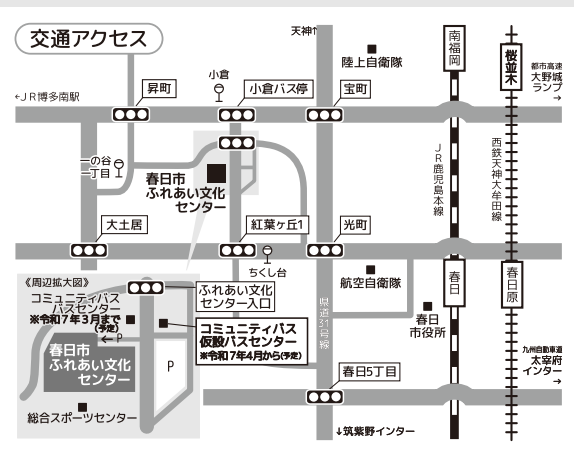 交通アクセス
天神↑
陸上自衛隊
南福岡
桜並木
都市高速
大野城
ランプ
→
←JR博多南駅
昇町
小倉
小倉バス停
宝町
一の谷
一丁目
春日市
ふれあい文化
センター
JR鹿児島本線
西鉄天神大牟田線
大土居
紅葉ヶ丘1
光町
ちくし台
航空自衛隊
春日
春日原
春日
市役所
県道31号線
《周辺拡大図》
コミュニティバス
バスセンター
※令和7年3月まで
(予定)
←P
春日市
ふれあい文化
センター
P
総合スポーツセンター
ふれあい文化
センター入口
コミュニティバス
仮設バスセンター
※令和7年4月から(予定)
春日5丁目
九州自動車道
太宰府
インター
→
↓筑紫野インター